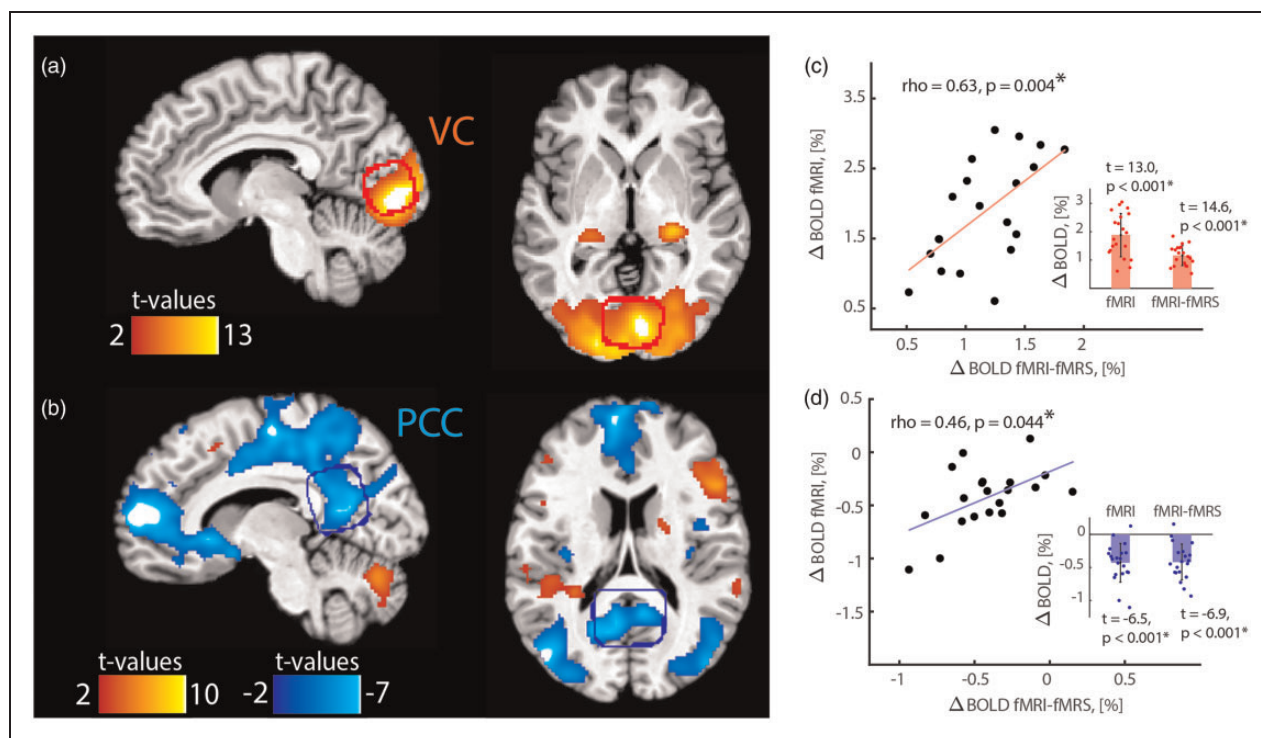 (a)
VC
t-values
2 13
(b)
PCC
t-values
2 10
t-values
-2 -7
(c)
rho = 0.63, p = 0.004*
3.5
2.5
1.5
0.5
Δ BOLD fMRI, [%]
0.5 1 1.5 2
Δ BOLD fMRI-fMRS, [%]
t = 13.0,
p < 0.001*
t = 14.6,
p < 0.001*
3
2
1
0
Δ BOLD, [%]
fMRI fMRI-fMRS
(d)
rho = 0.46, p = 0.044*
0.5
0
-0.5
-1
-1.5
Δ BOLD fMRI, [%]
-1 -0.5 0 0.5
Δ BOLD fMRI-fMRS, [%]
fMRI fMRI-fMRS
0
-0.5
-1
Δ BOLD, [%]
t = -6.5,
p < 0.001*
t = -6.9,
p < 0.001*